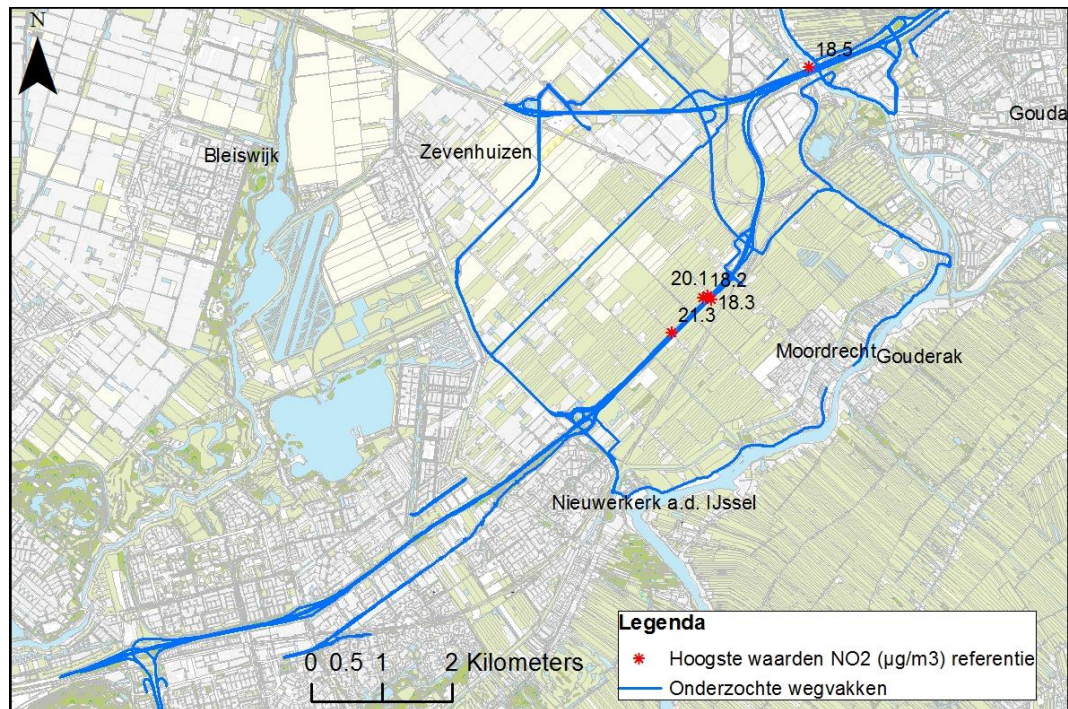 N
18.5
Gouda
Bleiswijk
Zevenhuizen
20.1 18.2
18.3
21.3
Moordrecht Gouderak
Nieuwerkerk a.d. IJssel
0 0.5 1 2 Kilometers
Legenda
Hoogste waarden NO2 (µg/m3) referentie
Onderzochte wegvakken